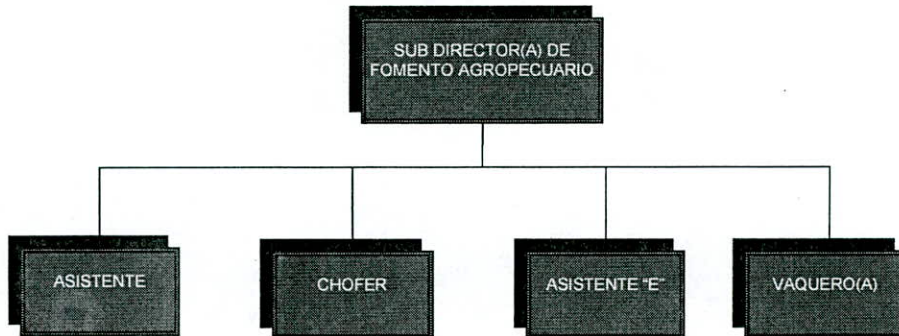 SUB DIRECTOR(A) DE
FOMENTO AGROPECUARIO
ASISTENTE
CHOFER
ASISTENTE "E"
VAQUERO(A)